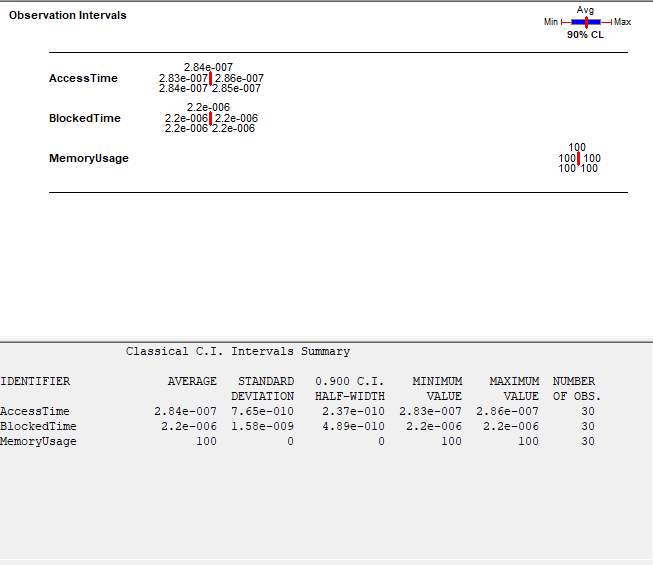 Observation Intervals
Avg
Min Max
90% CL
2.84e-007
AccessTime 2.83e-007 2.86e-007
2.84e-007 2.85e-007
2.2e-006
BlockedTime 2.2e-006 2.2e-006
2.2e-006 2.2e-006
100
MemoryUsage 100 100
100 100
Classical C.I. Intervals Summary
IDENTIFIER AVERAGE STANDARD 0.900 C.I. MINIMUM MAXIMUM NUMBER
DEVIATION HALF-WIDTH VALUE VALUE OF OBS.
AccessTime 2.84e-007 7.65e-010 2.37e-010 2.83e-007 2.86e-007 30
BlockedTime 2.2e-006 1.58e-009 4.89e-010 2.2e-006 2.2e-006 30
MemoryUsage 100 0 0 100 100 30